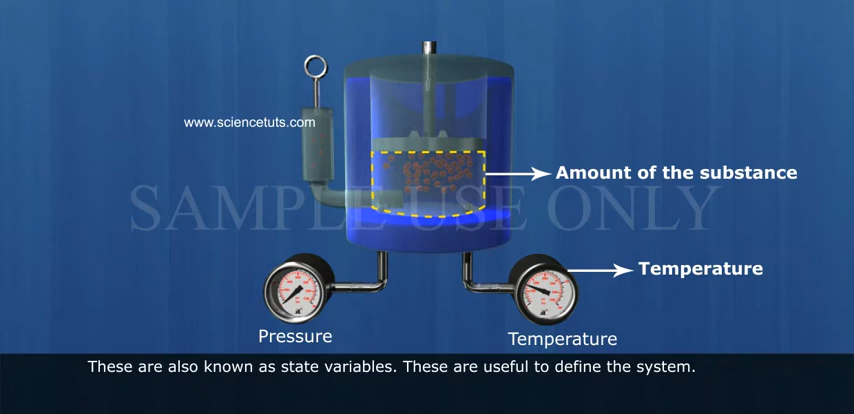 www.sciencetuts.com
Amount of the substance
SAMPLE USE ONLY
Temperature
Pressure
Temperature
These are also known as state variables. These are useful to define the system.